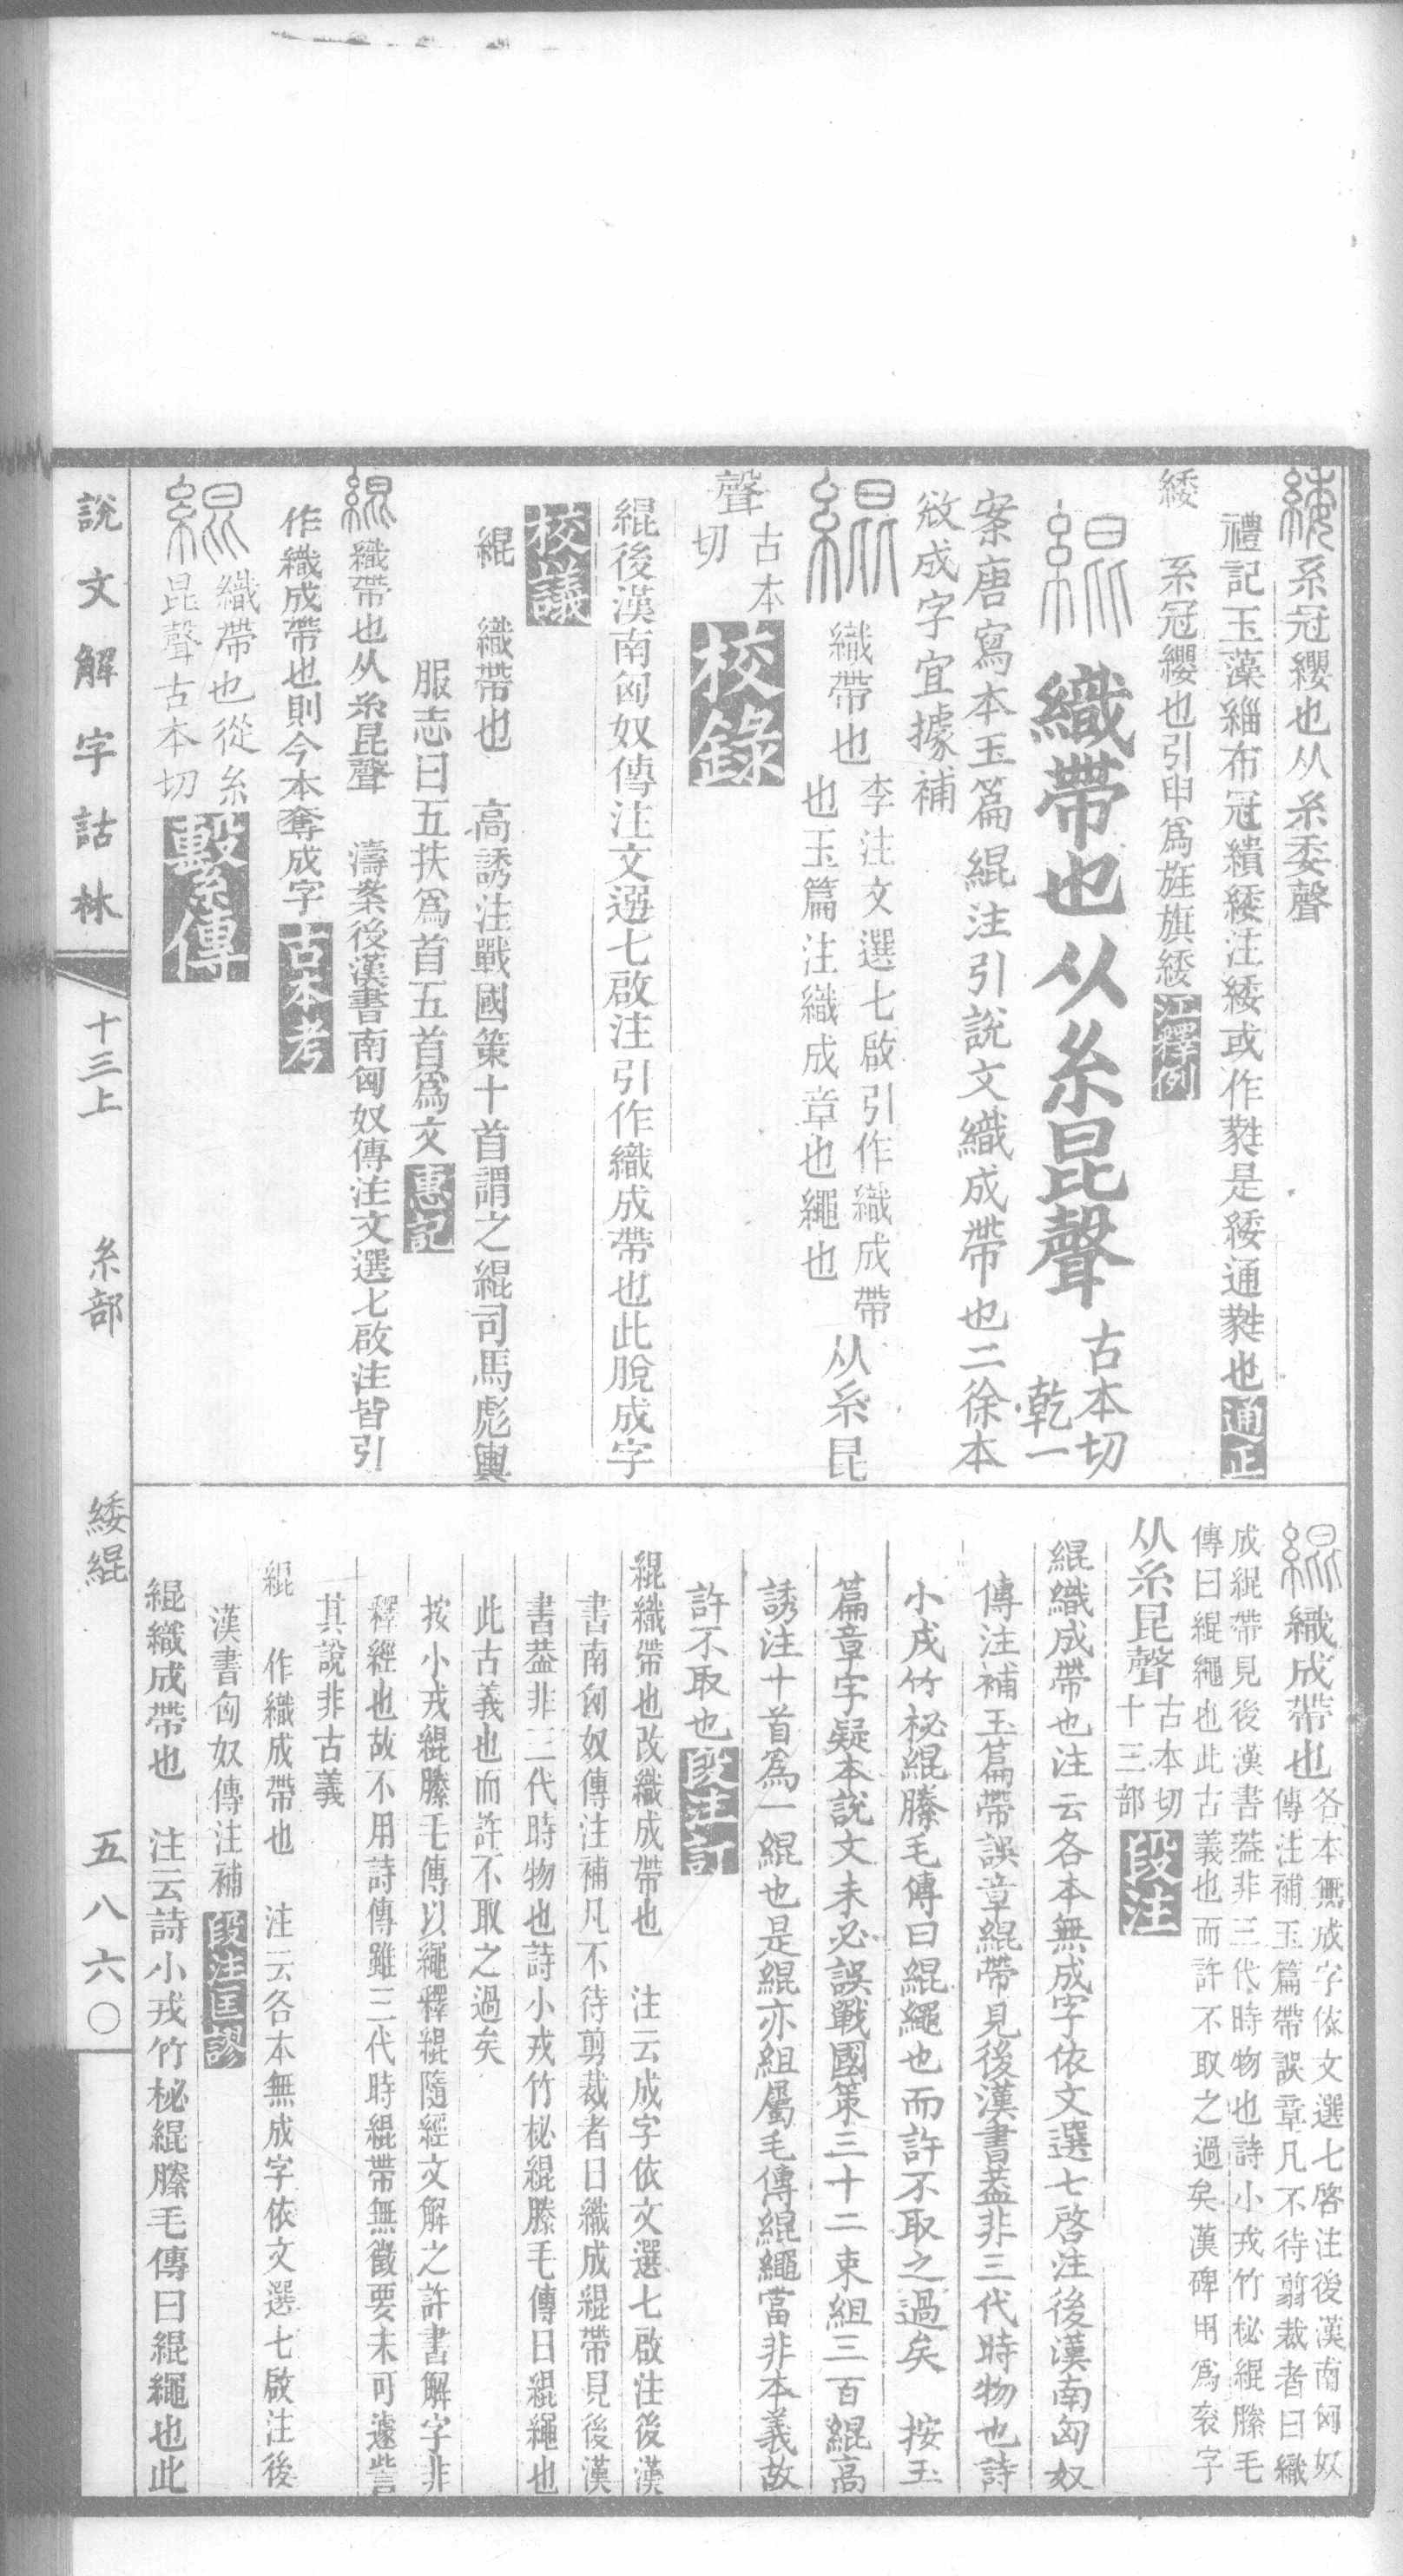 緌系冠纓也从糸委聲
禮記玉藻緇布冠繢緌注緌或作蕤是緌通蕤也通正
緌　系冠纓也引申爲旌旗緌江釋例
緄織帶也从糸昆聲古本切
乾一
案唐寫本玉篇緄注引說文織成帶也二徐本
敚成字宜據補
緄織帶也李注文選七啟引作織成帶
也玉篇注織成章也繩也从糸昆
聲古本
切校錄
緄後漢南匈奴傳注文選七啟注引作織成帶也此脫成字
校議
緄　織帶也　高誘注戰國策十首謂之緄司馬彪輿
服志曰五扶爲首五首爲文惠記
緄織帶也从糸昆聲　濤案後漢書南匈奴傳注文選七啟注皆引
作織成帶也則今本奪成字古本考
緄織帶也從糸
昆聲古本切繫傳
緄織成帶也各本無成字依文選七啓注後漢南匈奴
傳注補玉篇帶誤章凡不待翦裁者曰織
成緄帶見後漢書蓋非三代時物也詩小戎竹柲緄縢毛
傳曰緄繩也此古義也而許不取之過矣漢碑用爲衮字
从糸昆聲古本切
十三部段注
緄織成帶也注云各本無成字依文選七啓注後漢南匈奴
傳注補玉篇帶誤章緄帶見後漢書蓋非三代時物也詩
小戎竹柲緄縢毛傳曰緄繩也而許不取之過矣　按玉
篇章字疑本說文未必誤戰國策三十二束組三百緄高
誘注十首爲一緄也是緄亦組屬毛傳緄繩當非本義故
許不取也段注訂
緄織帶也改織成帶也　注云成字依文選七啟注後漢
書南匈奴傳注補凡不待剪裁者曰織成緄帶見後漢
書葢非三代時物也詩小戎竹柲緄縢毛傳曰緄繩也
此古義也而許不取之過矣
按小戎緄縢毛傳以繩釋緄隨經文解之許書解字非
釋經也故不用詩傳雖三代時緄帶無徵要未可遽訾
其說非古義
緄　作織成帶也　注云各本無成字依文選七啟注後
漢書匈奴傳注補段注匡謬
緄織成帶也　注云詩小戎竹柲緄縢毛傳曰緄繩也此
說文解字詁林
十三上
糸部
緌緄
五八六〇